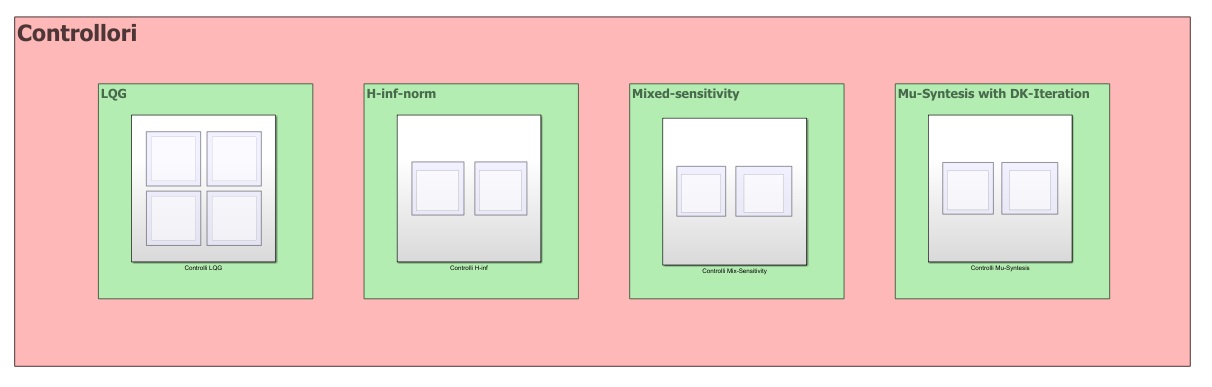 Controllori
LQG
H-inf-norm
Mixed-sensitivity
Mu-Syntesis with DK-Iteration
Controlli LQG
Controlli H-inf
Controlli Mix-Sensitivity
Controlli Mu-Syntesis